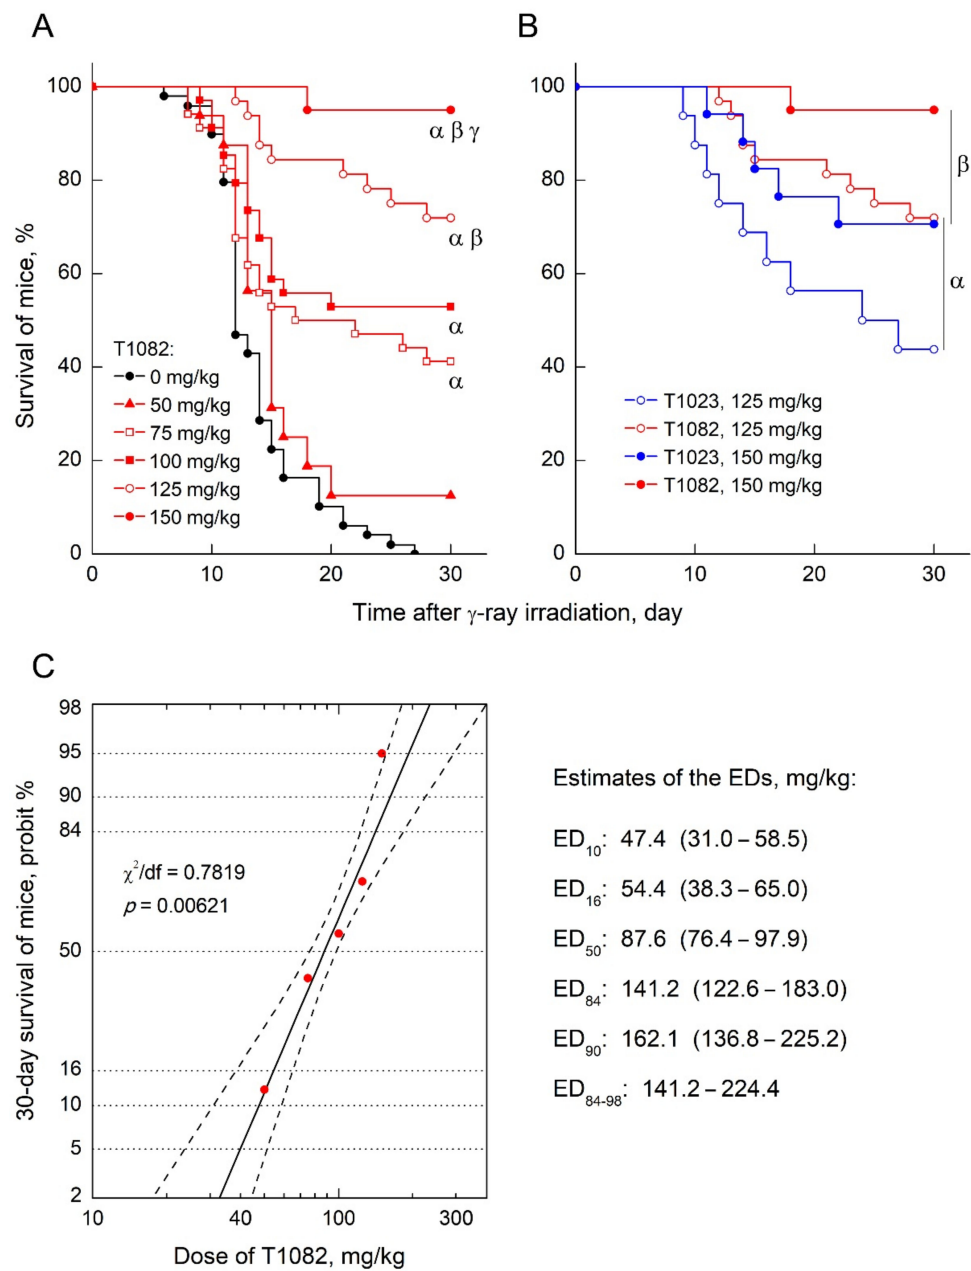 A
B
100
80
60
40
20
0
Survival of mice, %
α β γ
α β
α
α
T1082:
0 mg/kg
50 mg/kg
75 mg/kg
100 mg/kg
125 mg/kg
150 mg/kg
0 10 20 30
100
80
60
40
20
0
β
α
T1023, 125 mg/kg
T1082, 125 mg/kg
T1023, 150 mg/kg
T1082, 150 mg/kg
0 10 20 30
Time after γ-ray irradiation, day
C
98
95
90
84
50
16
10
5
2
30-day survival of mice, probit %
χ²/df = 0.7819
p = 0.00621
10 40 100 300
Dose of T1082, mg/kg
Estimates of the EDs, mg/kg:
ED10: 47.4 (31.0 – 58.5)
ED16: 54.4 (38.3 – 65.0)
ED50: 87.6 (76.4 – 97.9)
ED84: 141.2 (122.6 – 183.0)
ED90: 162.1 (136.8 – 225.2)
ED84-98: 141.2 – 224.4